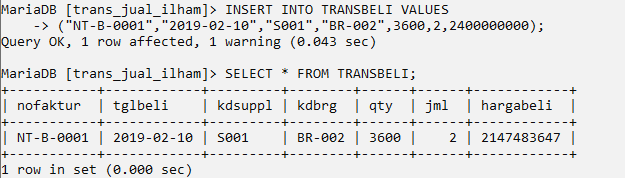 MariaDB [trans_jual_ilham]> INSERT INTO TRANSBELI VALUES
    -> ("NT-B-0001","2019-02-10","S001","BR-002",3600,2,2400000000);
Query OK, 1 row affected, 1 warning (0.043 sec)

MariaDB [trans_jual_ilham]> SELECT * FROM TRANSBELI;
+-----------+------------+---------+--------+------+------+------------+
| nofaktur  | tglbeli    | kdsuppl | kdbrg  | qty  | jml  | hargabeli  |
+-----------+------------+---------+--------+------+------+------------+
| NT-B-0001 | 2019-02-10 | S001    | BR-002 | 3600 |    2 | 2147483647 |
+-----------+------------+---------+--------+------+------+------------+
1 row in set (0.000 sec)